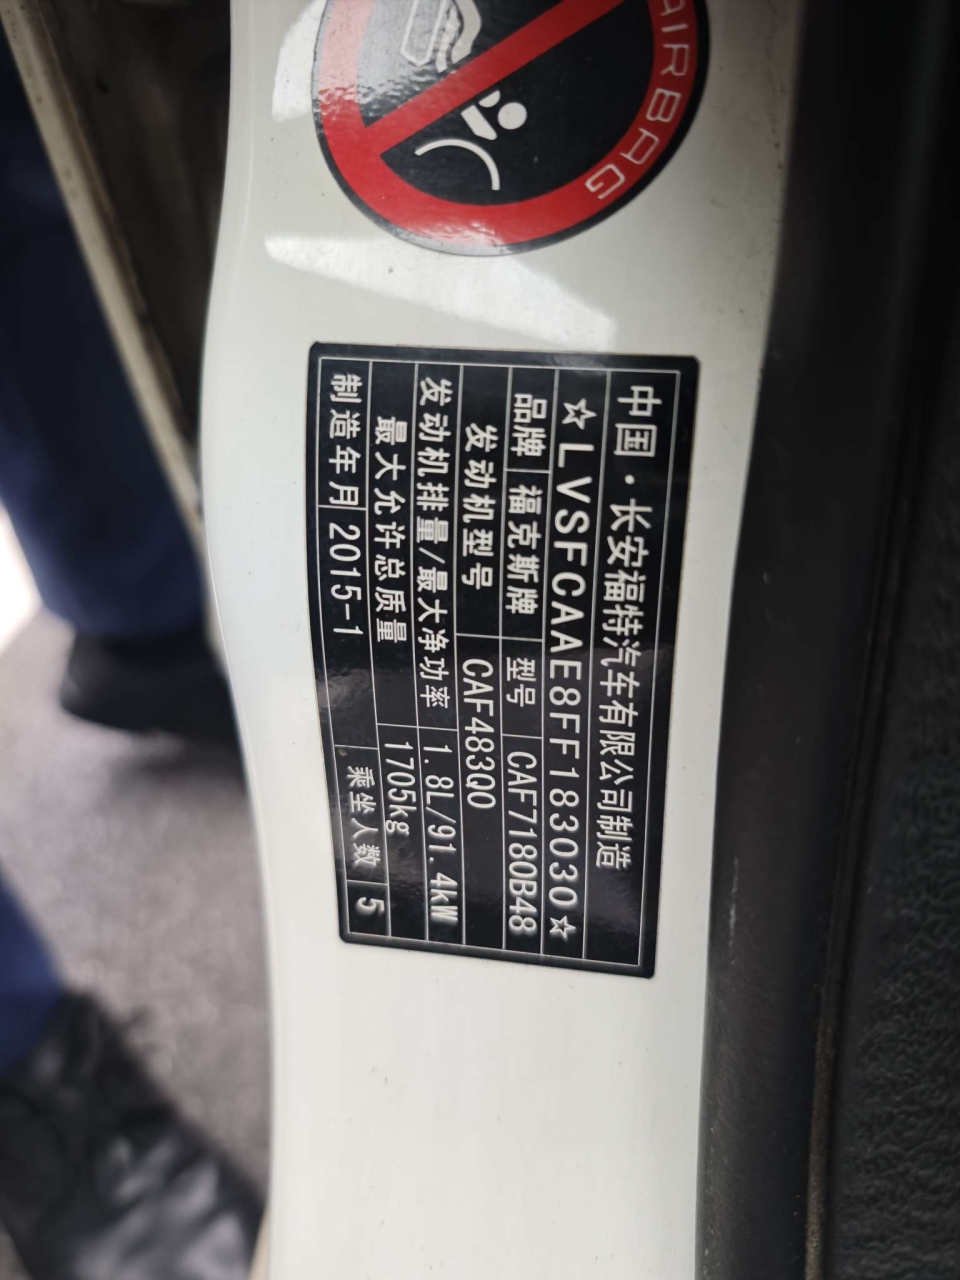 AIRBAG
中国·长安福特汽车有限公司制造
☆LVSFCAAE8FF183030☆
品牌 福克斯牌 型号 CAF7180B48
发动机型号 CAF483Q0
发动机排量/最大净功率 1.8L/91.4kW
最大允许总质量 1705kg
制造年月 2015-1 乘坐人数 5